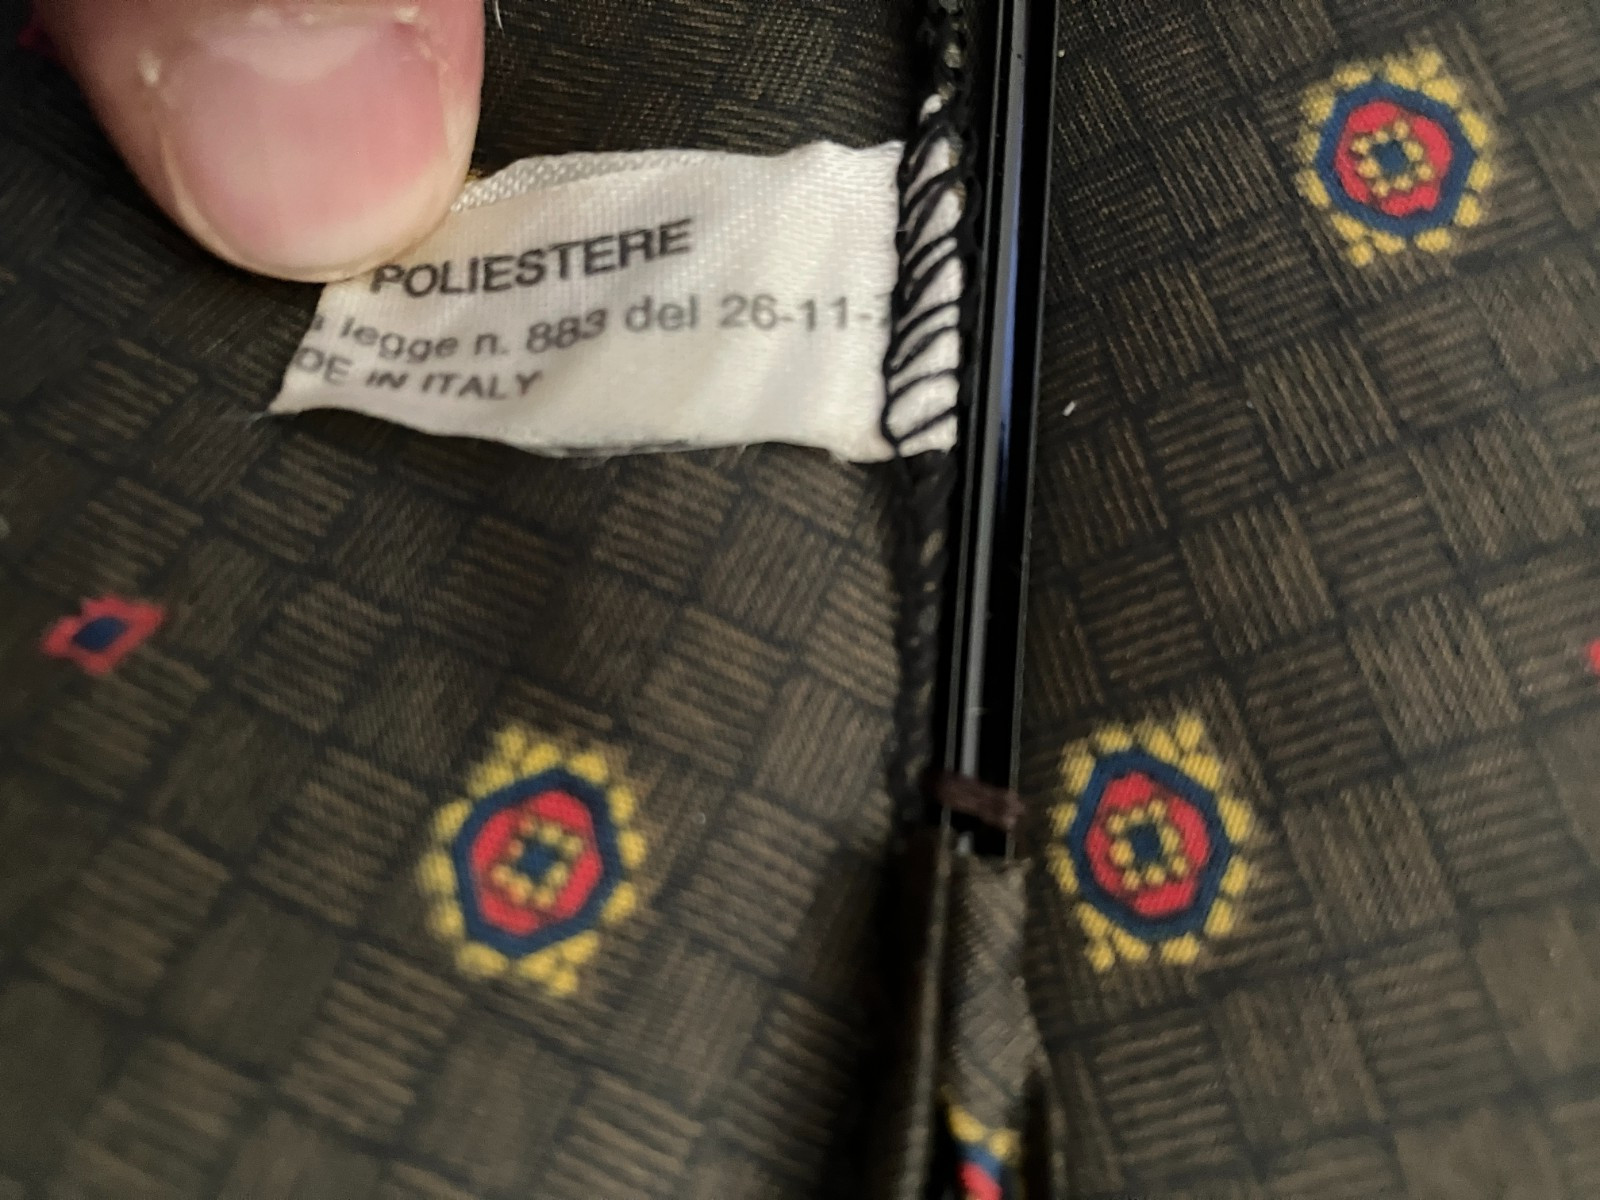 POLIESTERE
legge n. 883 del 26-11-
DE IN ITALY